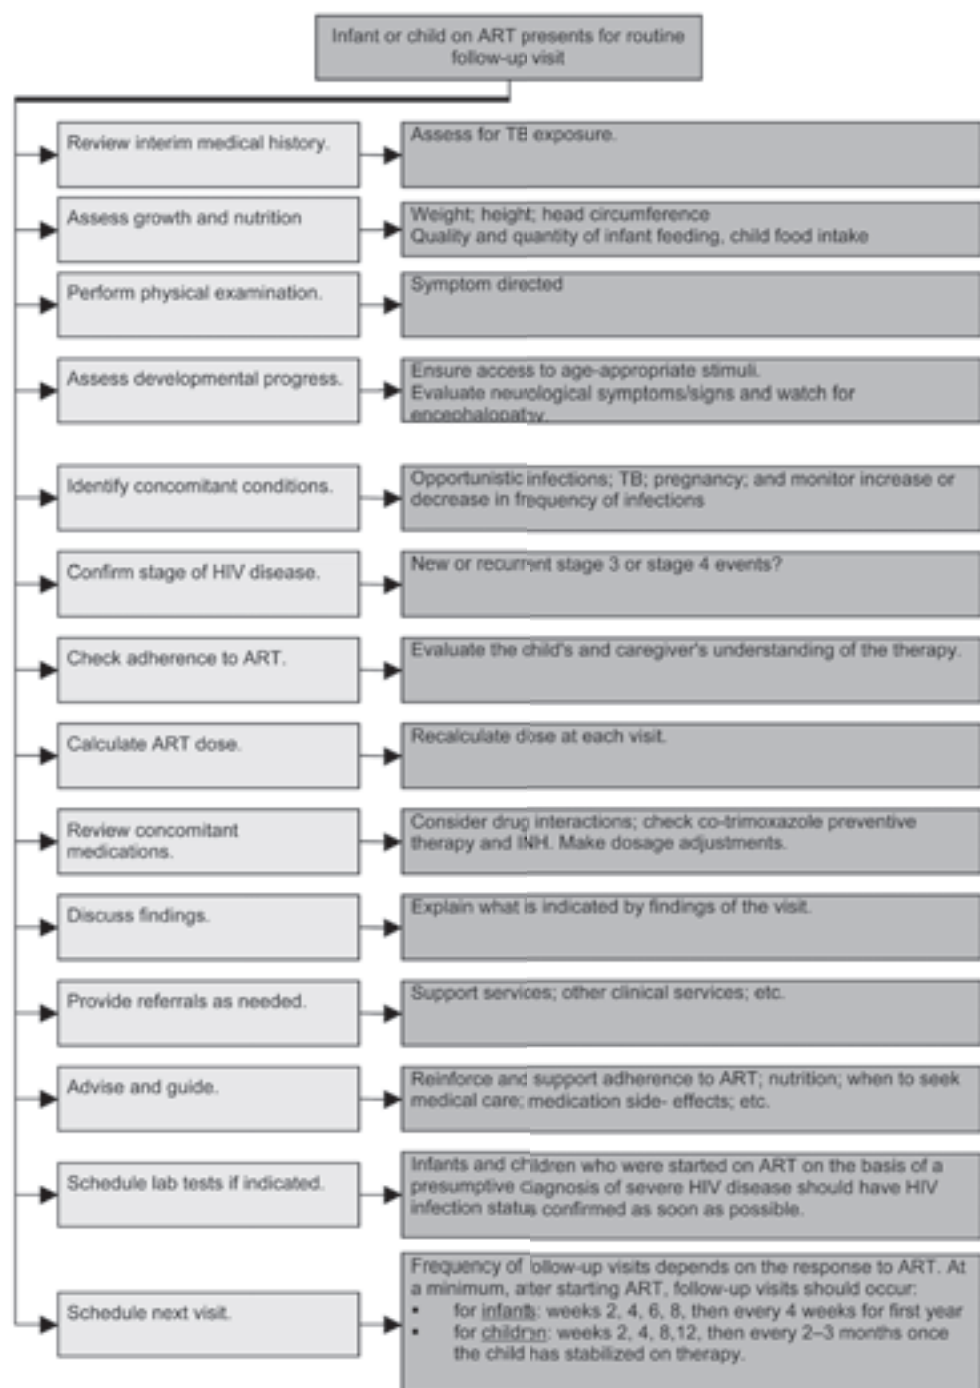 Infant or child on ART presents for routine
follow-up visit
Review interim medical history.
Assess for TB exposure.
Assess growth and nutrition
Weight; height; head circumference
Quality and quantity of infant feeding, child food intake
Perform physical examination.
Symptom directed
Assess developmental progress.
Ensure access to age-appropriate stimuli.
Evaluate neurological symptoms/signs and watch for
encephalopathy.
Identify concomitant conditions.
Opportunistic infections; TB; pregnancy; and monitor increase or
decrease in frequency of infections
Confirm stage of HIV disease.
New or recurrent stage 3 or stage 4 events?
Check adherence to ART.
Evaluate the child's and caregiver's understanding of the therapy.
Calculate ART dose.
Recalculate dose at each visit.
Review concomitant
medications.
Consider drug interactions; check co-trimoxazole preventive
therapy and INH. Make dosage adjustments.
Discuss findings.
Explain what is indicated by findings of the visit.
Provide referrals as needed.
Support services; other clinical services; etc.
Advise and guide.
Reinforce and support adherence to ART; nutrition; when to seek
medical care; medication side- effects; etc.
Schedule lab tests if indicated.
Infants and children who were started on ART on the basis of a
presumptive diagnosis of severe HIV disease should have HIV
infection status confirmed as soon as possible.
Schedule next visit.
Frequency of follow-up visits depends on the response to ART. At
a minimum, after starting ART, follow-up visits should occur:
• for infants: weeks 2, 4, 6, 8, then every 4 weeks for first year
• for children: weeks 2, 4, 8,12, then every 2–3 months once
the child has stabilized on therapy.